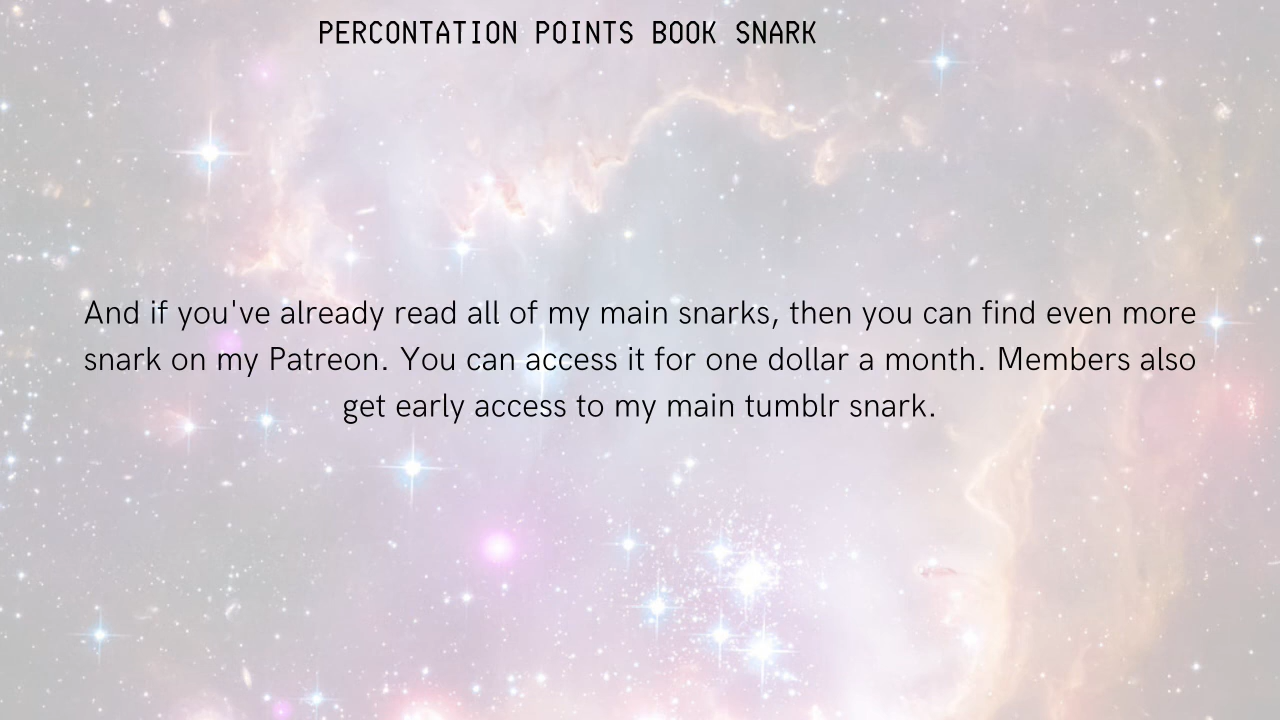 PERCONTATION POINTS BOOK SNARK
And if you've already read all of my main snarks, then you can find even more
snark on my Patreon. You can access it for one dollar a month. Members also
get early access to my main tumblr snark.